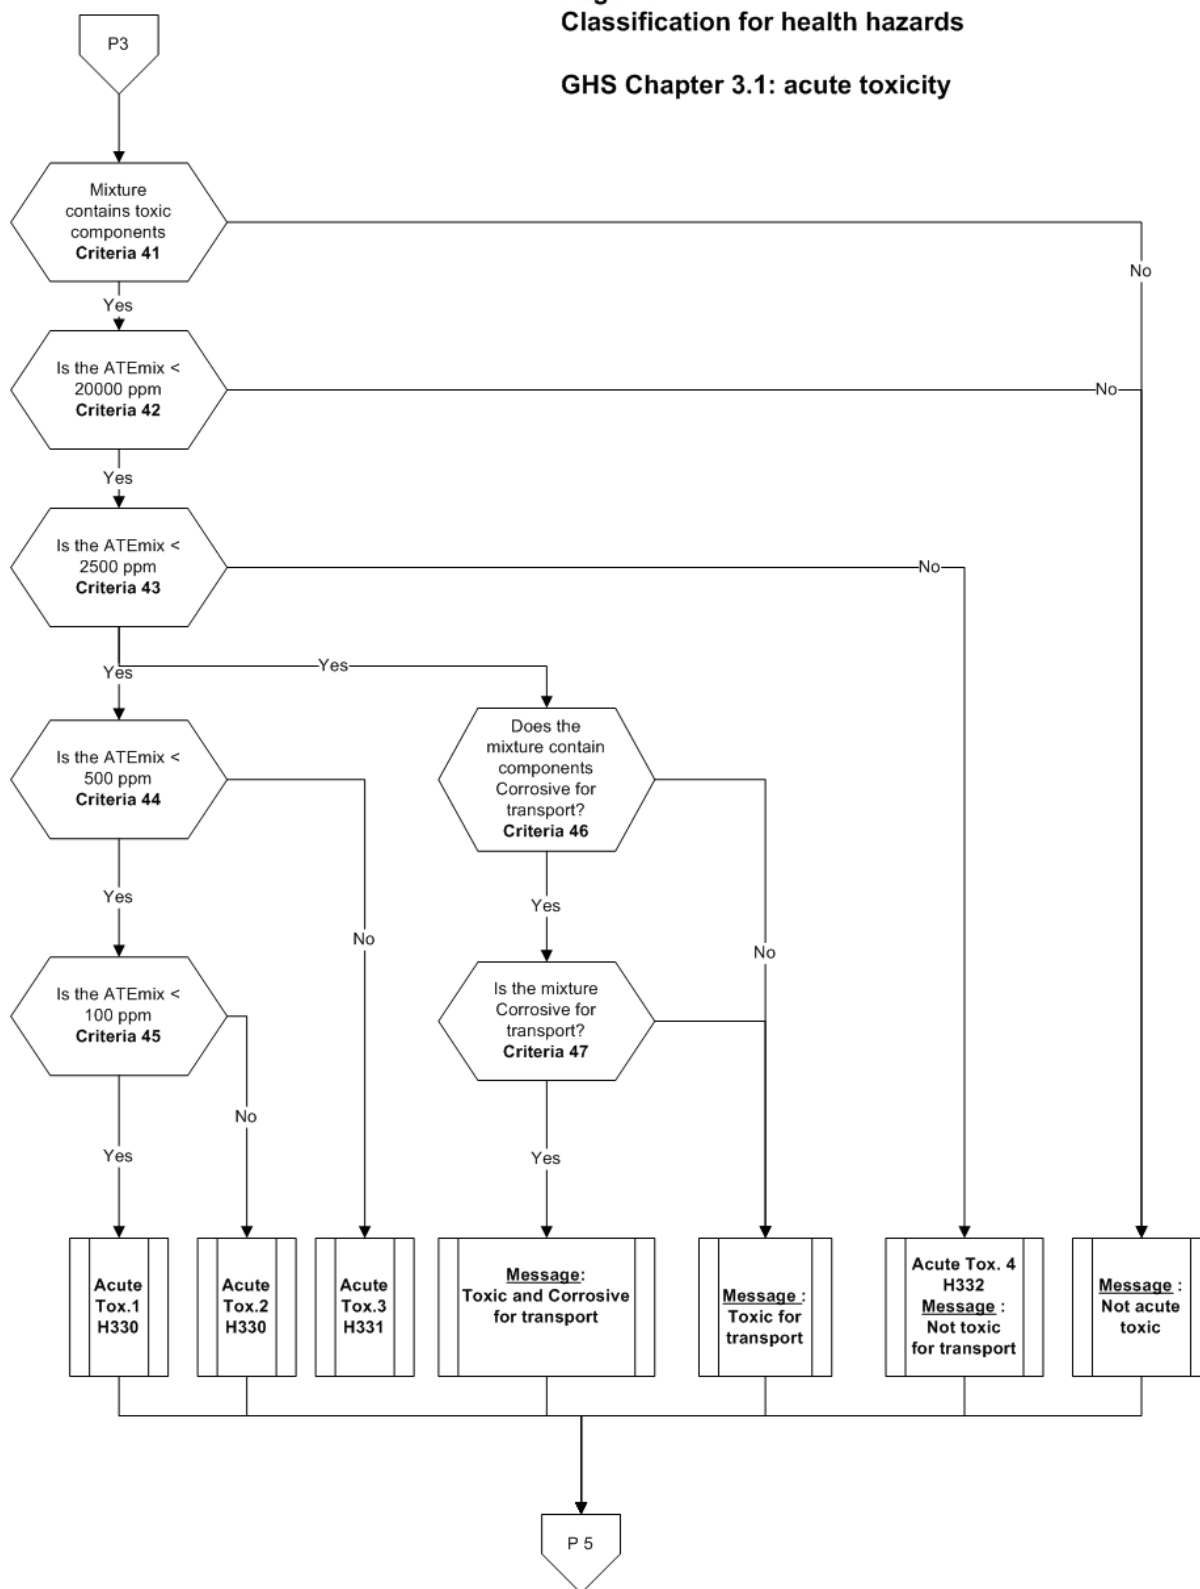 Classification for health hazards
GHS Chapter 3.1: acute toxicity
P3
Mixture
contains toxic
components
Criteria 41
No
Yes
Is the ATEmix <
20000 ppm
Criteria 42
No
Yes
Is the ATEmix <
2500 ppm
Criteria 43
No
Yes
Yes
Is the ATEmix <
500 ppm
Criteria 44
Does the
mixture contain
components
Corrosive for
transport?
Criteria 46
Yes
Yes
No
No
Is the ATEmix <
100 ppm
Criteria 45
Is the mixture
Corrosive for
transport?
Criteria 47
No
Yes
Yes
Acute
Tox.1
H330
Acute
Tox.2
H330
Acute
Tox.3
H331
Message:
Toxic and Corrosive
for transport
Message :
Toxic for
transport
Acute Tox. 4
H332
Message :
Not toxic
for transport
Message :
Not acute
toxic
P 5